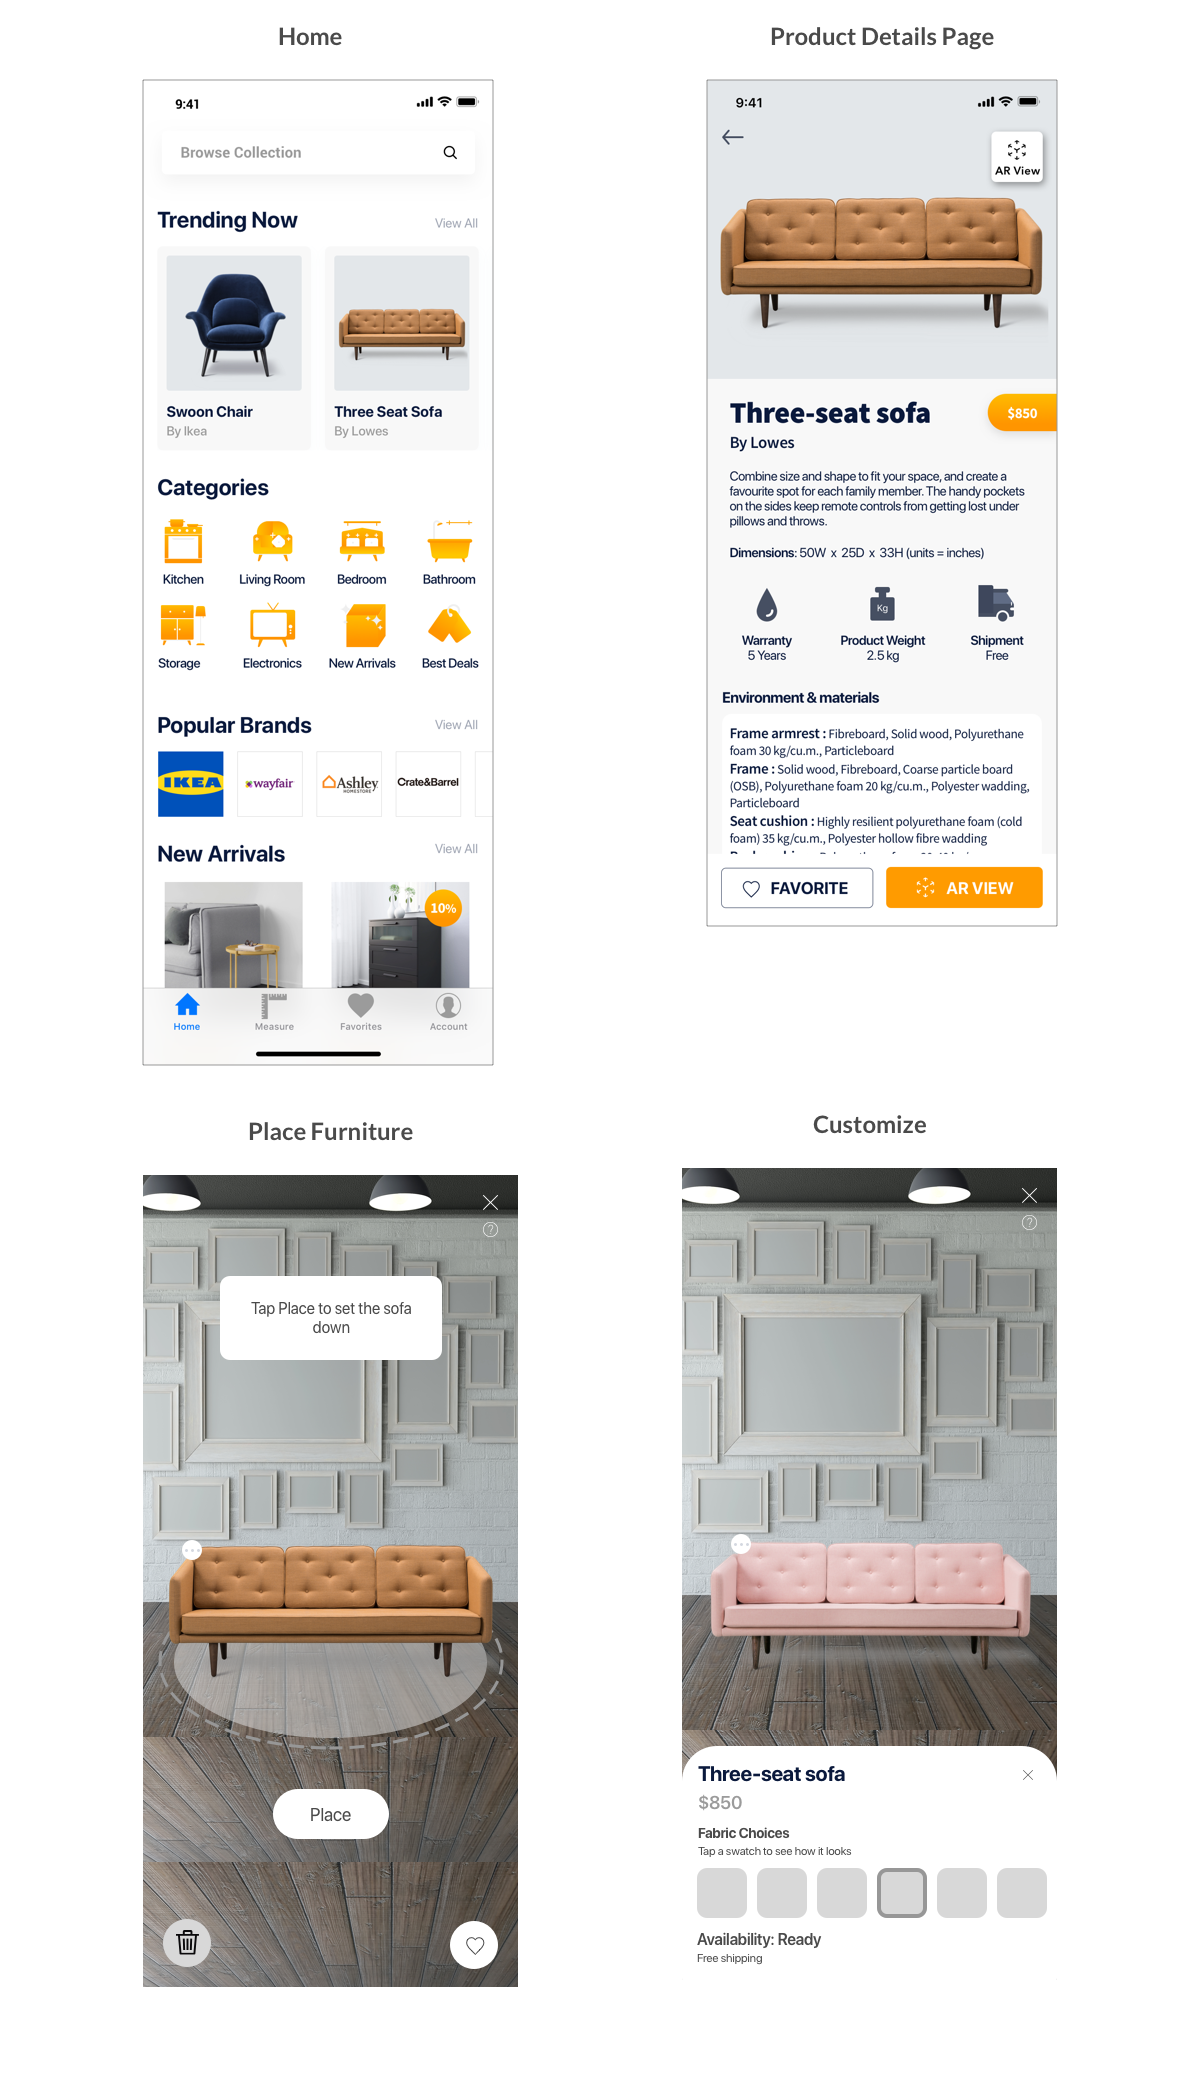 Home
9:41
Browse Collection
Trending Now
View All
Swoon Chair
By Ikea
Three Seat Sofa
By Lowes
Categories
Kitchen
Living Room
Bedroom
Bathroom
Storage
Electronics
New Arrivals
Best Deals
Popular Brands
View All
IKEA
wayfair
Ashley
HOMESTORE
Crate&Barrel
New Arrivals
View All
10%
Home
Measure
Favorites
Account
Product Details Page
9:41
AR View
Three-seat sofa
$850
By Lowes
Combine size and shape to fit your space, and create a
favourite spot for each family member. The handy pockets
on the sides keep remote controls from getting lost under
pillows and throws.
Dimensions: 50W x 25D x 33H (units = inches)
Kg
Warranty
5 Years
Product Weight
2.5 kg
Shipment
Free
Environment & materials
Frame armrest : Fibreboard, Solid wood, Polyurethane
foam 30 kg/cu.m., Particleboard
Frame : Solid wood, Fibreboard, Coarse particle board
(OSB), Polyurethane foam 20 kg/cu.m., Polyester wadding,
Particleboard
Seat cushion : Highly resilient polyurethane foam (cold
foam) 35 kg/cu.m., Polyester hollow fibre wadding
FAVORITE
AR VIEW
Place Furniture
?
Tap Place to set the sofa
down
Place
Customize
?
Three-seat sofa
$850
Fabric Choices
Tap a swatch to see how it looks
Availability: Ready
Free shipping